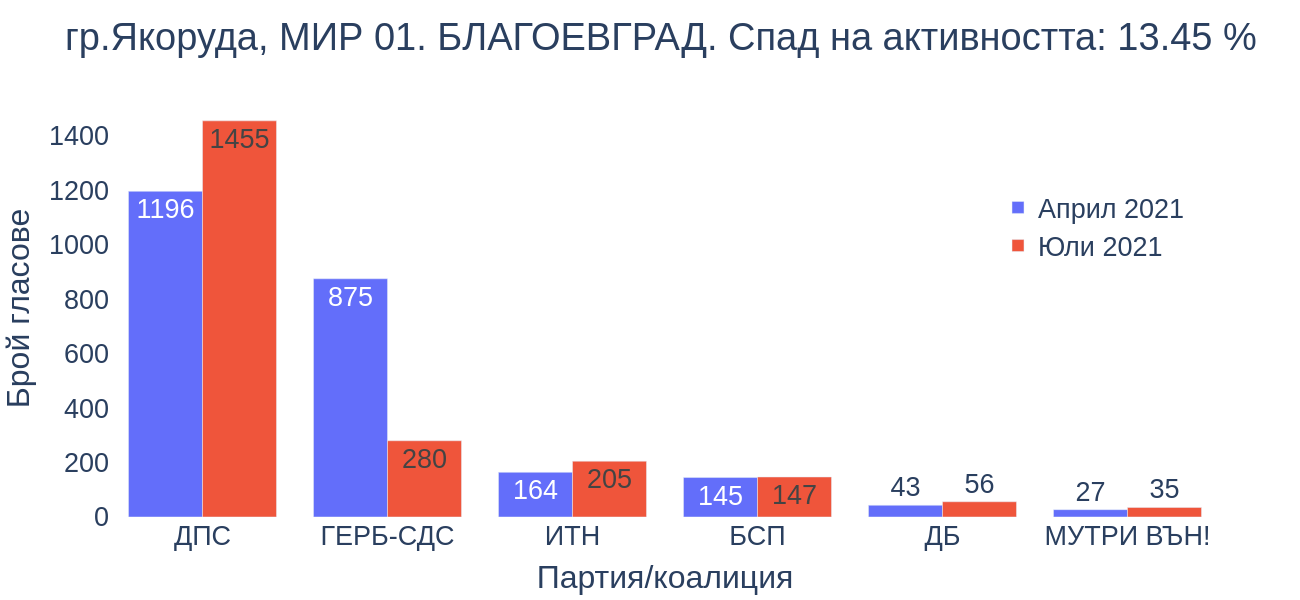 гр.Якоруда, МИР 01. БЛАГОЕВГРАД. Спад на активността: 13.45 %
Брой гласове
1400
1200
1000
800
600
400
200
0
1196
1455
875
280
164
205
145
147
43
56
27
35
Април 2021
Юли 2021
ДПС
ГЕРБ-СДС
ИТН
БСП
ДБ
МУТРИ ВЪН!
Партия/коалиция